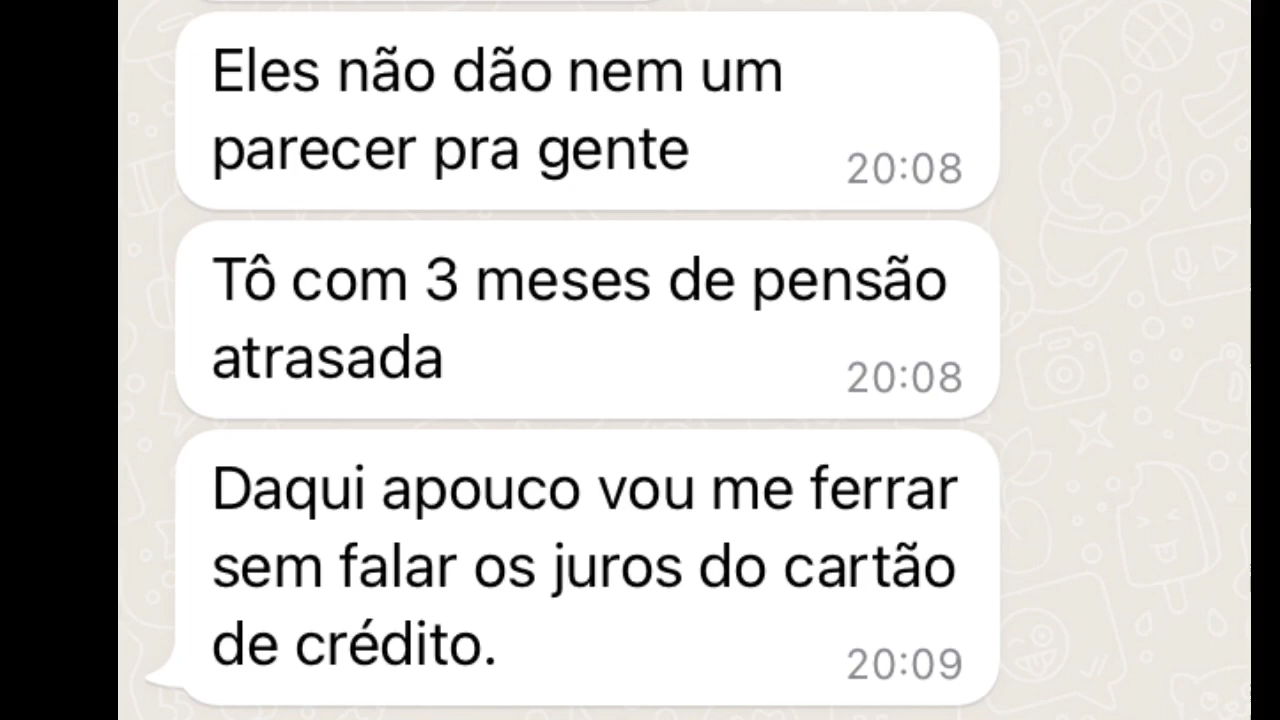 Eles não dão nem um
parecer pra gente
20:08
Tô com 3 meses de pensão
atrasada
20:08
Daqui apouco vou me ferrar
sem falar os juros do cartão
de crédito.
20:09